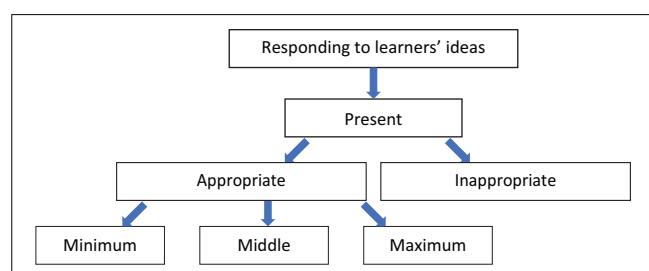 Responding to learners’ ideas
Present
Appropriate
Inappropriate
Minimum
Middle
Maximum